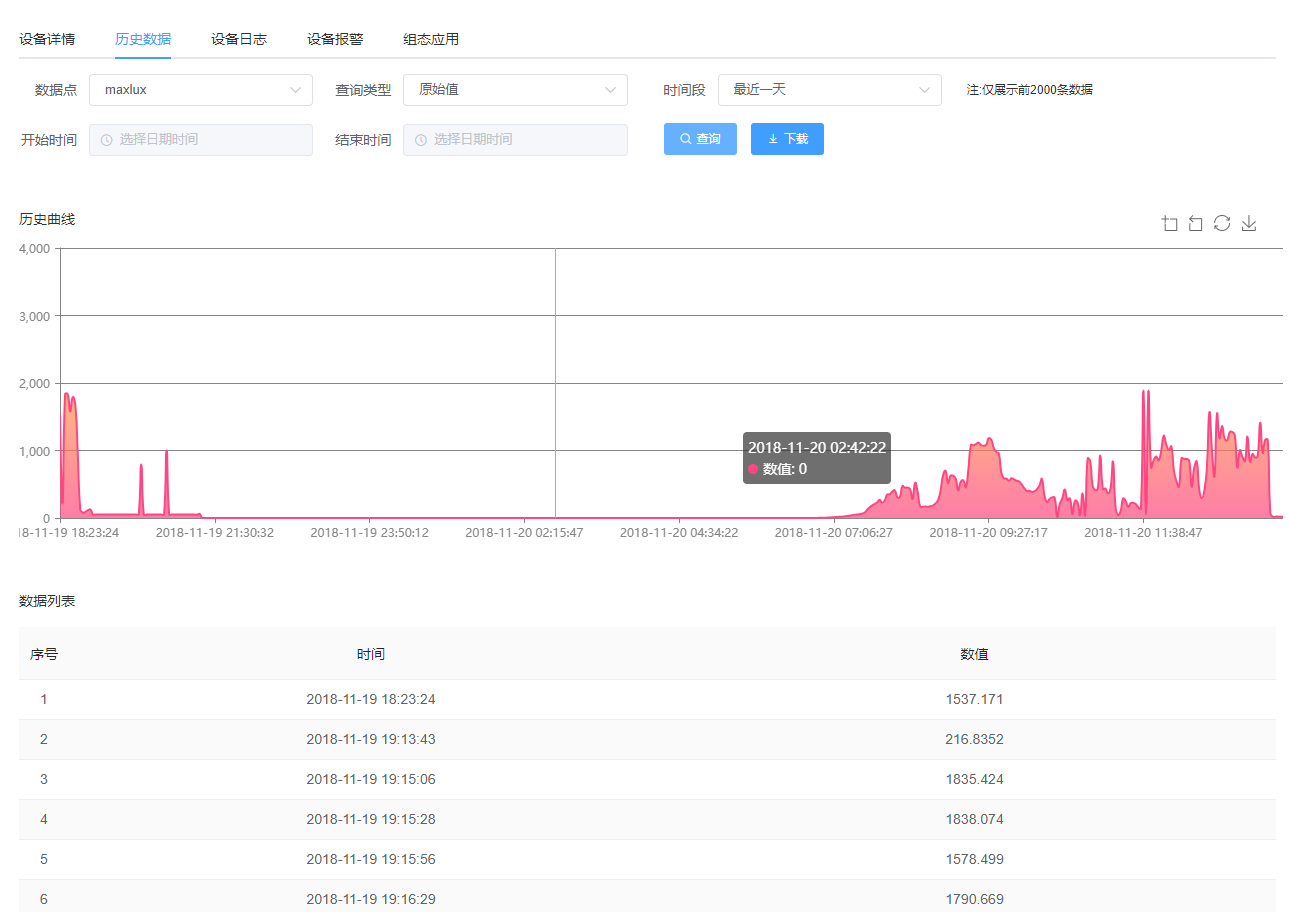 设备详情 历史数据 设备日志 设备报警 组态应用
数据点 maxlux 查询类型 原始值 时间段 最近一天 注:仅展示前2000条数据
开始时间 选择日期时间 结束时间 选择日期时间 查询 下载
历史曲线
4,000
3,000
2,000
1,000
2018-11-20 02:42:22
数值: 0
0
8-11-19 18:23:24 2018-11-19 21:30:32 2018-11-19 23:50:12 2018-11-20 02:15:47 2018-11-20 04:34:22 2018-11-20 07:06:27 2018-11-20 09:27:17 2018-11-20 11:38:47
数据列表
序号 时间 数值
1 2018-11-19 18:23:24 1537.171
2 2018-11-19 19:13:43 216.8352
3 2018-11-19 19:15:06 1835.424
4 2018-11-19 19:15:28 1838.074
5 2018-11-19 19:15:56 1578.499
6 2018-11-19 19:16:29 1790.669